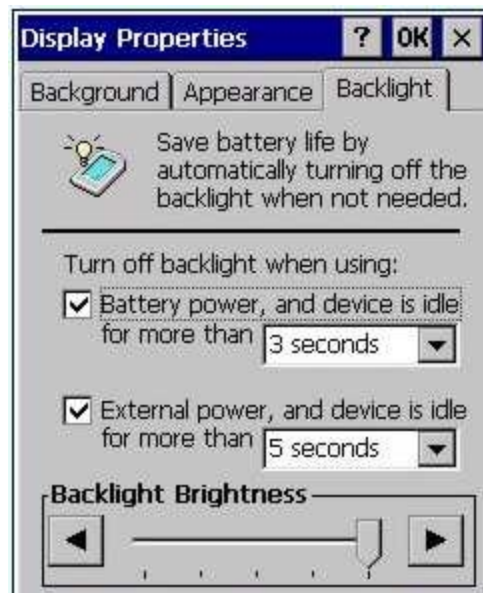 Display Properties ? OK ×
Background Appearance Backlight
Save battery life by
automatically turning off the
backlight when not needed.
Turn off backlight when using:
Battery power, and device is idle
for more than 3 seconds
External power, and device is idle
for more than 5 seconds
Backlight Brightness